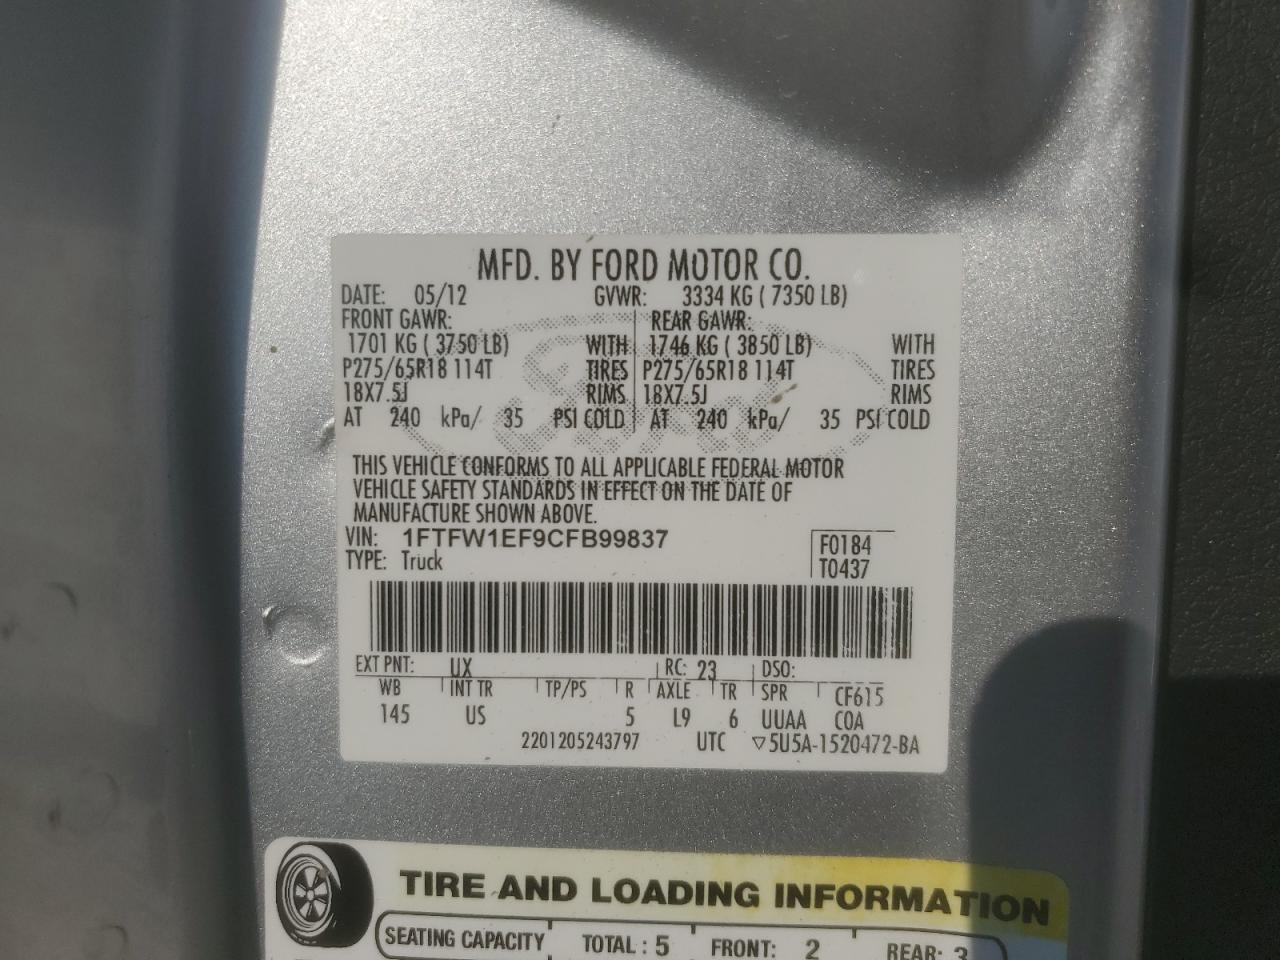 MFD. BY FORD MOTOR CO.
DATE: 05/12 GVWR: 3334 KG ( 7350 LB)
FRONT GAWR: REAR GAWR:
1701 KG ( 3750 LB) WITH 1746 KG ( 3850 LB) WITH
P275/65R18 114T TIRES P275/65R18 114T TIRES
18X7.5J RIMS 18X7.5J RIMS
AT 240 kPa/ 35 PSI COLD AT 240 kPa/ 35 PSI COLD
THIS VEHICLE CONFORMS TO ALL APPLICABLE FEDERAL MOTOR
VEHICLE SAFETY STANDARDS IN EFFECT ON THE DATE OF
MANUFACTURE SHOWN ABOVE.
VIN: 1FTFW1EF9CFB99837 F0184
TYPE: Truck T0437
EXT PNT: UX RC: 23 DSO:
WB INT TR TP/PS R AXLE TR SPR CF615
145 US 5 L9 6 UUAA COA
2201205243797 UTC ▽5U5A-1520472-BA
TIRE AND LOADING INFORMATION
SEATING CAPACITY TOTAL : 5 FRONT: 2 REAR: 3